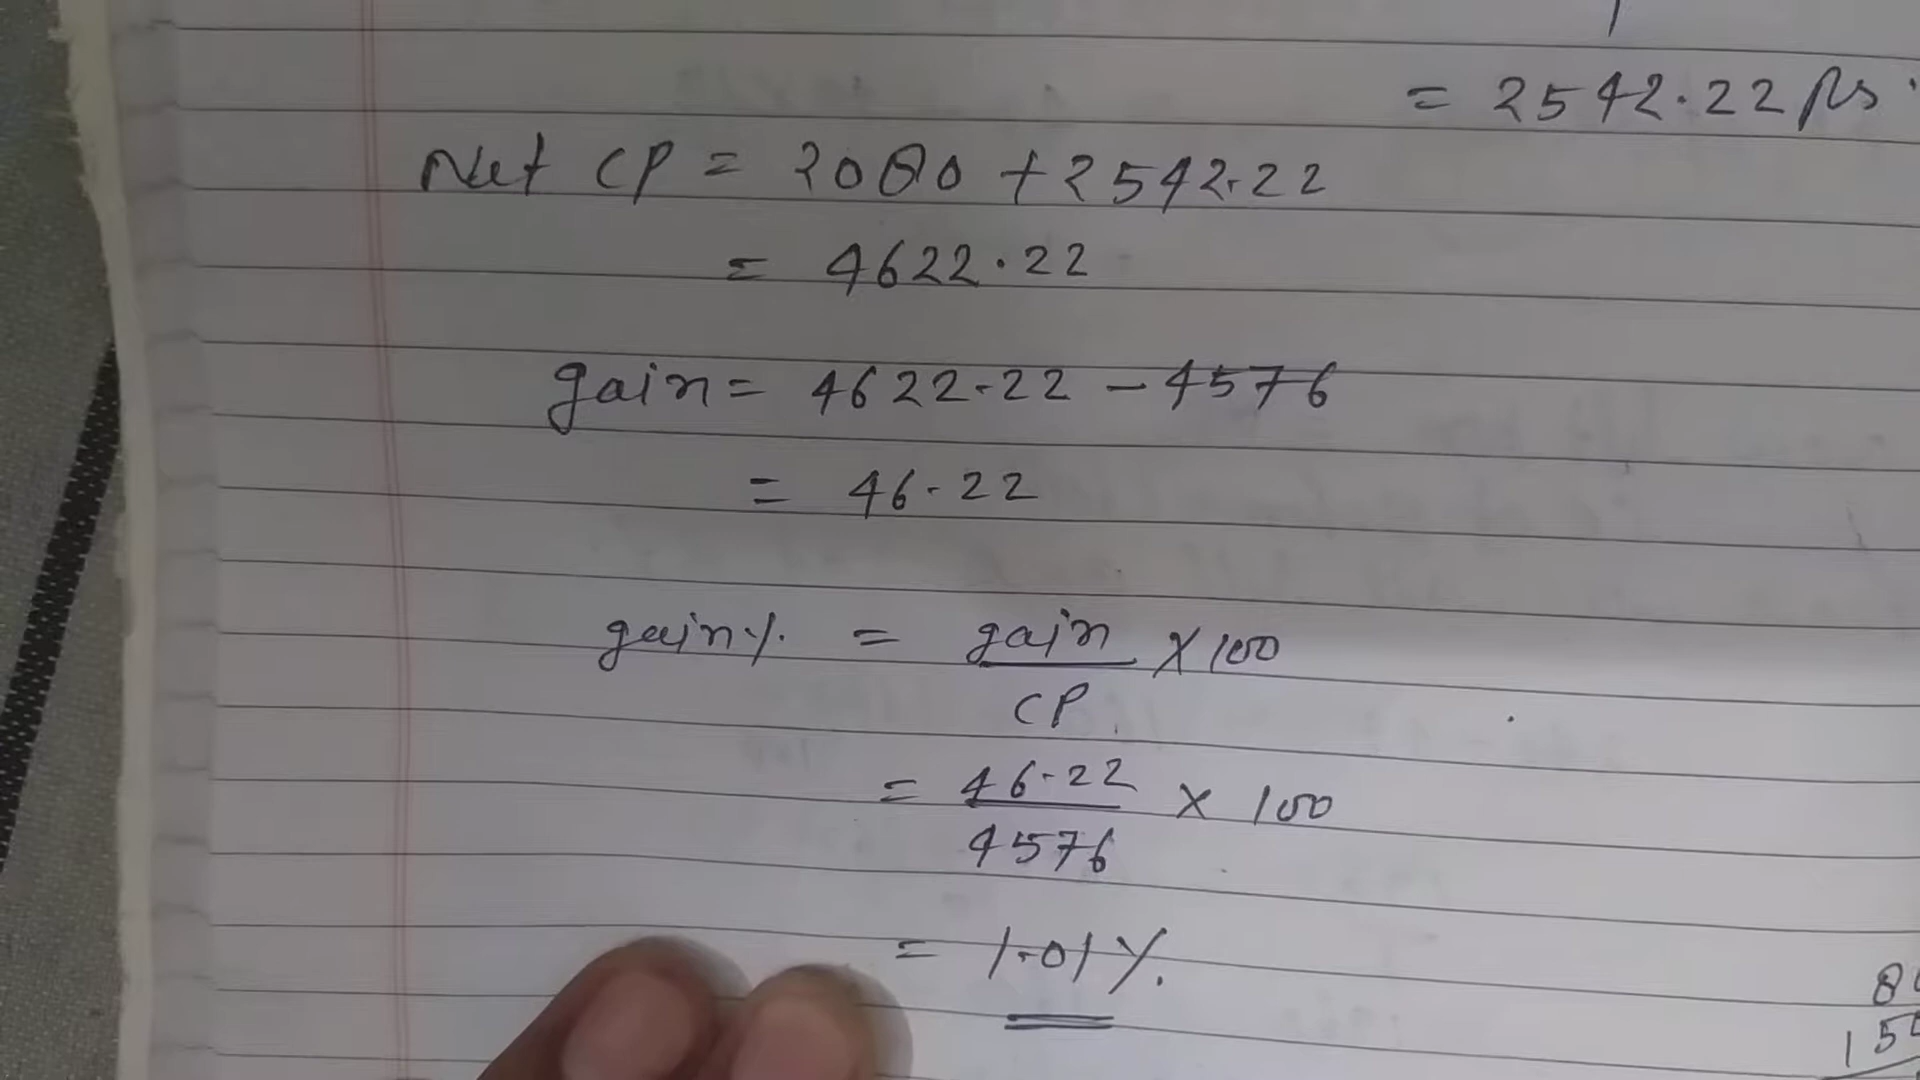 = 2542.22 Rs.
Net CP = 2080 + 2542.22
= 4622.22
gain = 4622.22 - 4576
= 46.22
gain% = gain/CP × 100
= 46.22/4576 × 100
= 1.01%